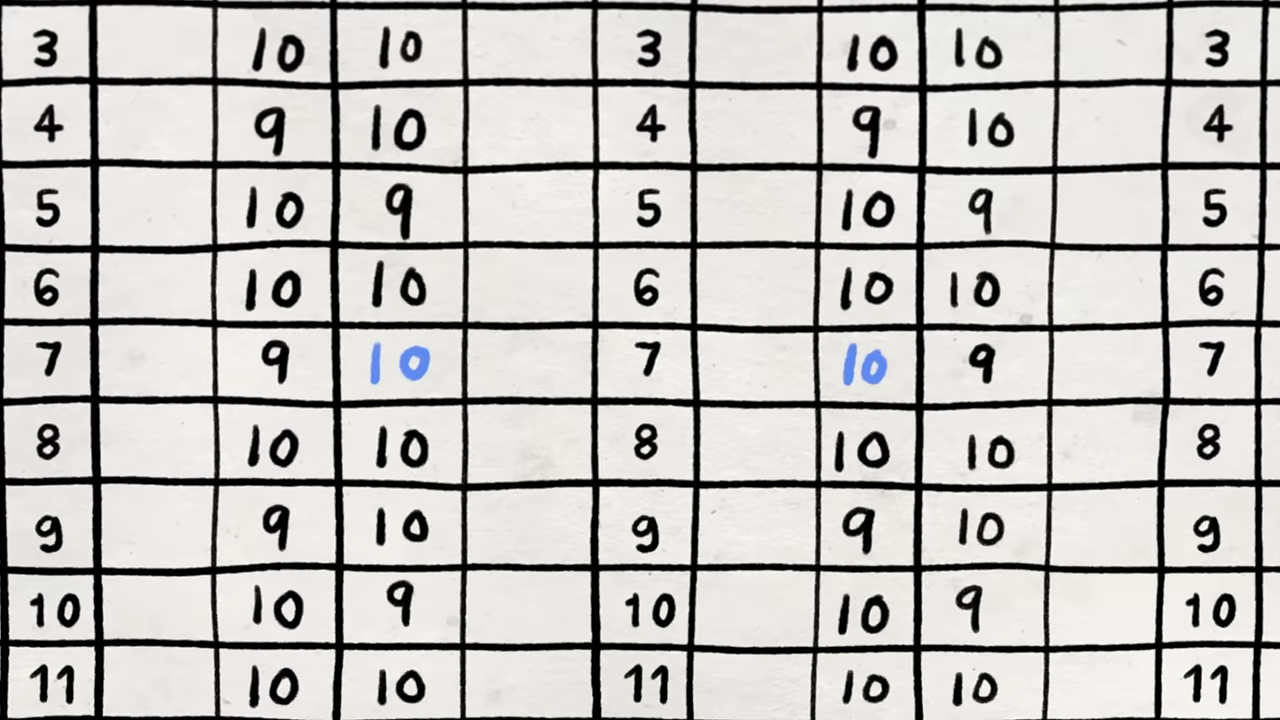 3 10 10 3 10 10 3
4 9 10 4 9 10 4
5 10 9 5 10 9 5
6 10 10 6 10 10 6
7 9 10 7 10 9 7
8 10 10 8 10 10 8
9 9 10 9 9 10 9
10 10 9 10 10 9 10
11 10 10 11 10 10 11